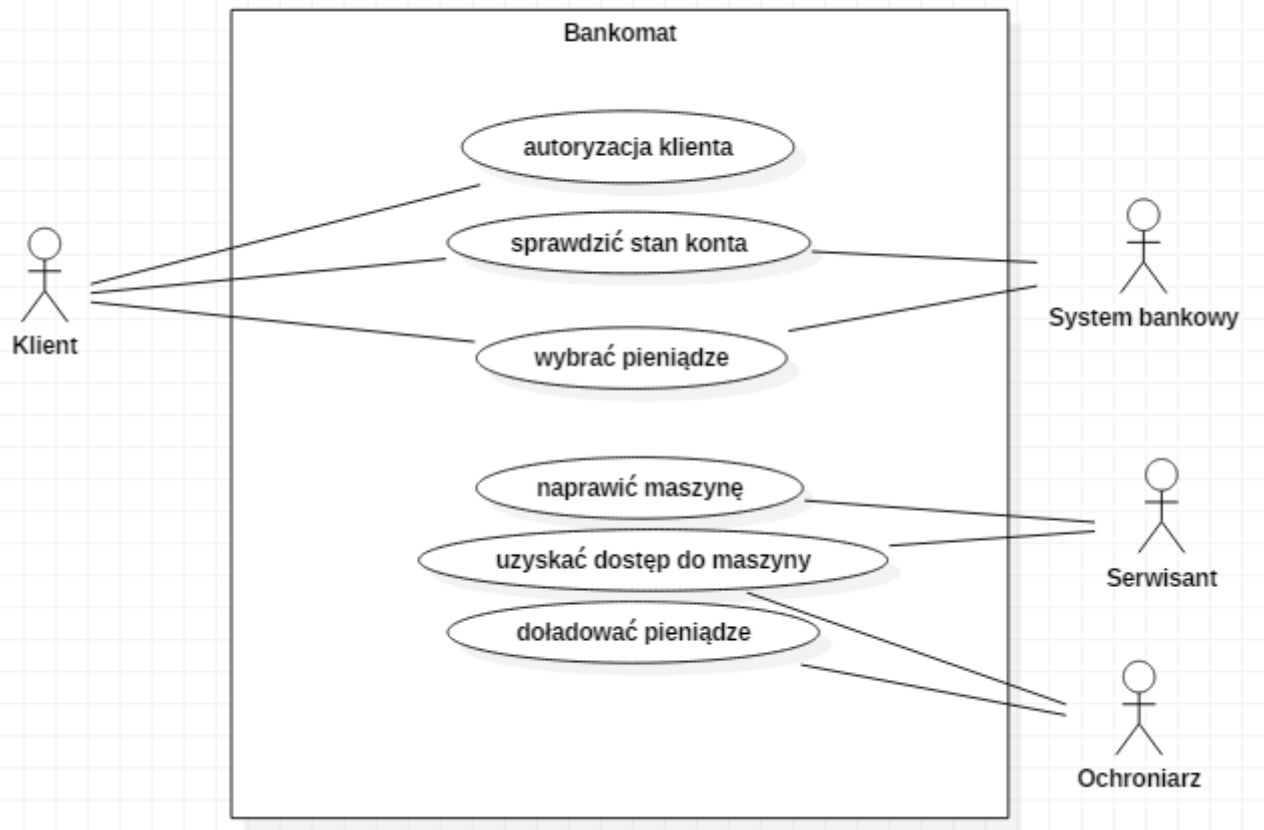 Bankomat
autoryzacja klienta
sprawdzić stan konta
wybrać pieniądze
naprawić maszynę
uzyskać dostęp do maszyny
doładować pieniądze
Klient
System bankowy
Serwisant
Ochroniarz